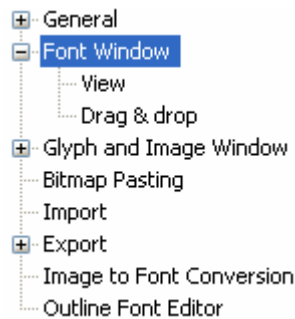 General
Font Window
View
Drag & drop
Glyph and Image Window
Bitmap Pasting
Import
Export
Image to Font Conversion
Outline Font Editor